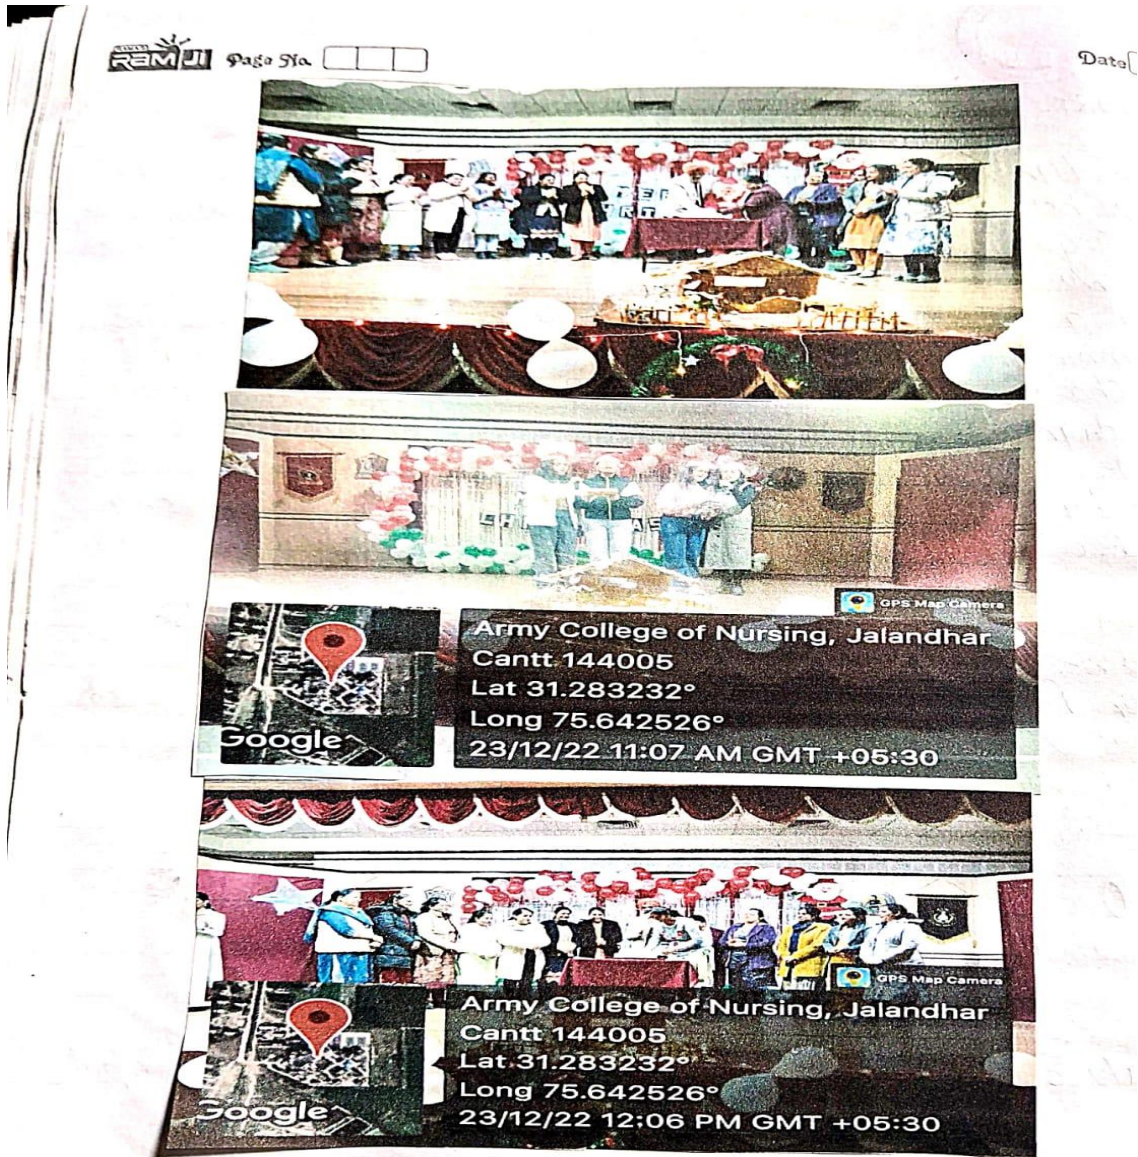 RAMJI Page No.
Date
GPS Map Camera
Army College of Nursing, Jalandhar
Cantt 144005
Lat 31.283232°
Long 75.642526°
23/12/22 11:07 AM GMT +05:30
Google
GPS Map Camera
Army College of Nursing, Jalandhar
Cantt 144005
Lat 31.283232°
Long 75.642526°
23/12/22 12:06 PM GMT +05:30
Google